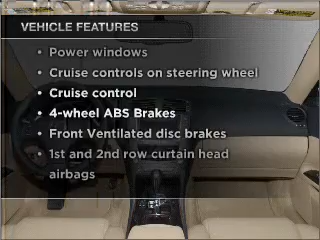 VEHICLE FEATURES
• Power windows
• Cruise controls on steering wheel
• Cruise control
• 4-wheel ABS Brakes
• Front Ventilated disc brakes
• 1st and 2nd row curtain head
airbags